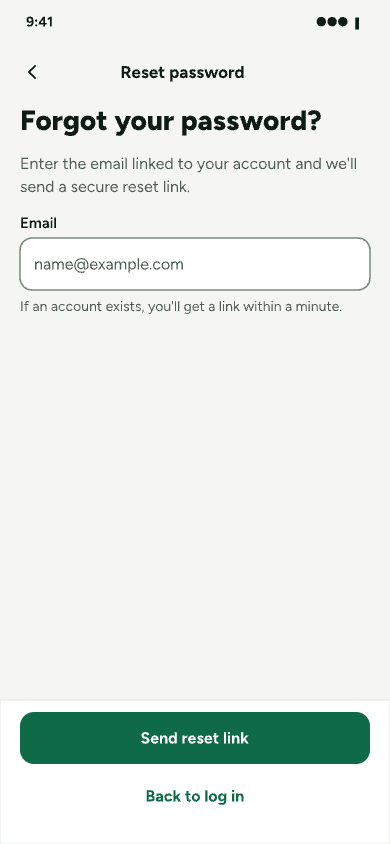 9:41
Reset password
Forgot your password?
Enter the email linked to your account and we'll
send a secure reset link.
Email
name@example.com
If an account exists, you'll get a link within a minute.
Send reset link
Back to log in